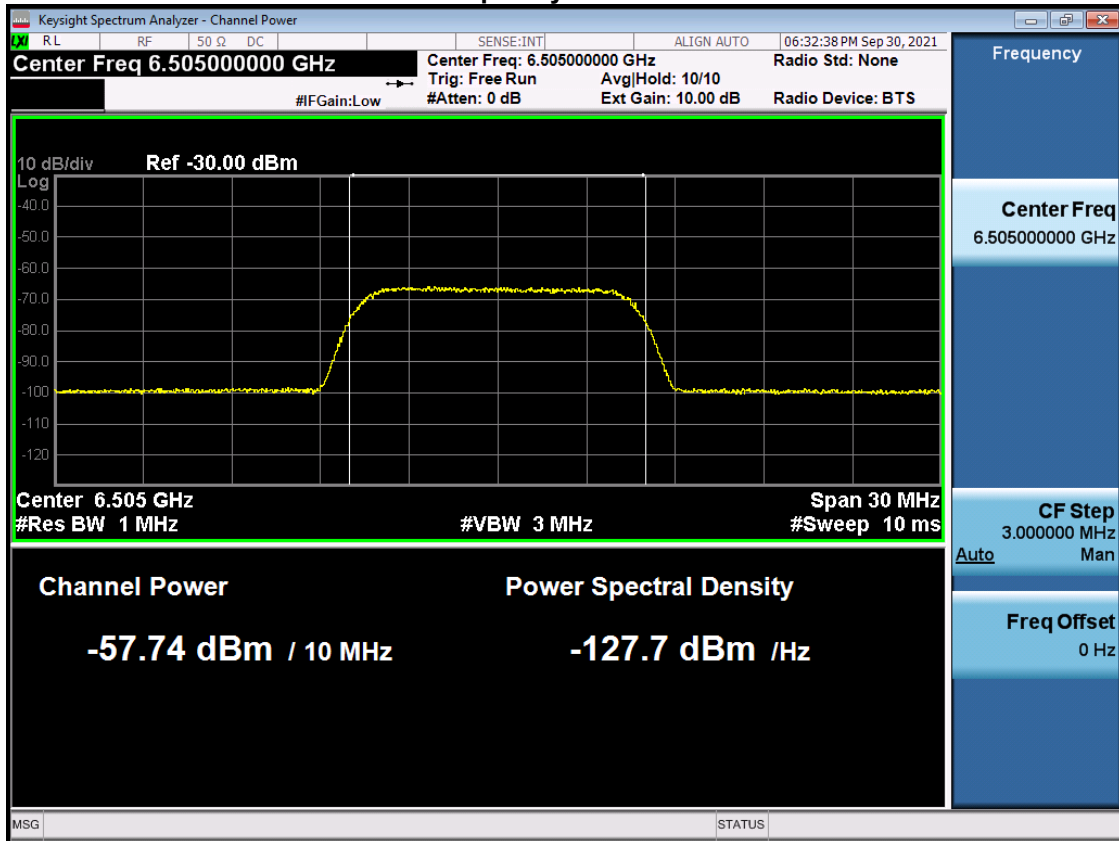 Keysight Spectrum Analyzer - Channel Power
LXI RL RF 50 Ω DC SENSE:INT ALIGN AUTO 06:32:38 PM Sep 30, 2021
Center Freq 6.505000000 GHz
Center Freq: 6.505000000 GHz Radio Std: None
Trig: Free Run Avg|Hold: 10/10
#IFGain:Low #Atten: 0 dB Ext Gain: 10.00 dB Radio Device: BTS
Frequency
10 dB/div Ref -30.00 dBm
Log
-40.0
-50.0
-60.0
-70.0
-80.0
-90.0
-100
-110
-120
Center 6.505 GHz Span 30 MHz
#Res BW 1 MHz #VBW 3 MHz #Sweep 10 ms
Center Freq
6.505000000 GHz
CF Step
3.000000 MHz
Auto Man
Freq Offset
0 Hz
Channel Power Power Spectral Density
-57.74 dBm / 10 MHz -127.7 dBm /Hz
MSG STATUS